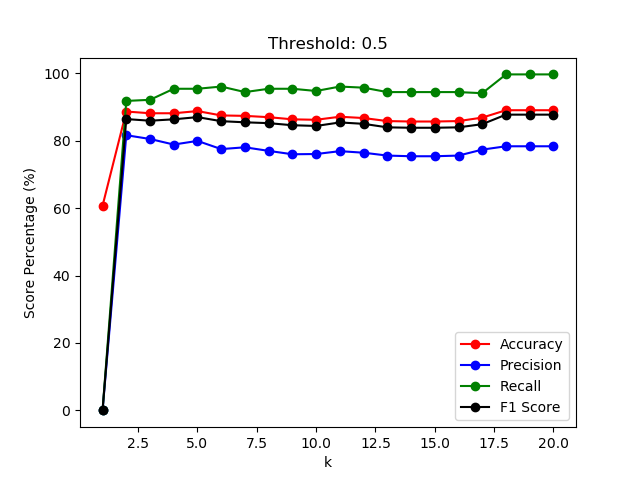 Threshold: 0.5
Score Percentage (%)
100
80
60
40
20
0
2.5 5.0 7.5 10.0 12.5 15.0 17.5 20.0
k
Accuracy
Precision
Recall
F1 Score